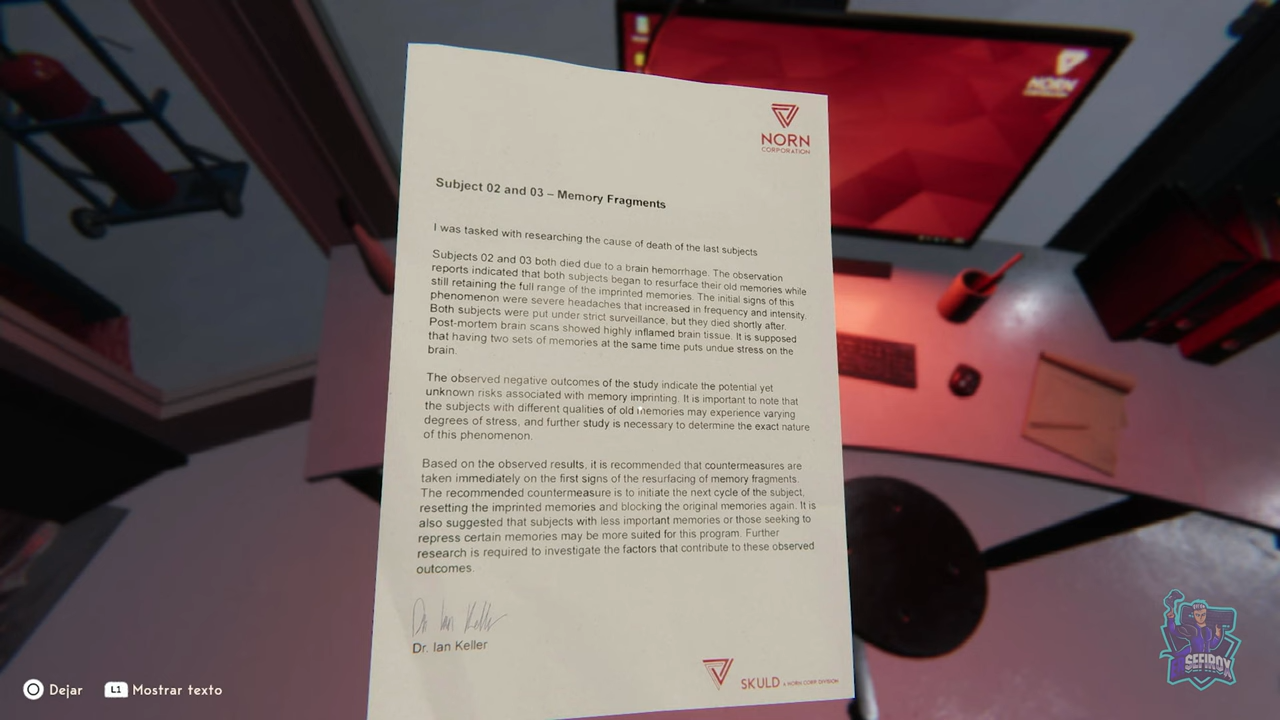 NORN
CORPORATION
NORN
Subject 02 and 03 – Memory Fragments
I was tasked with researching the cause of death of the last subjects
Subjects 02 and 03 both died due to a brain hemorrhage. The observation
reports indicated that both subjects began to resurface their old memories while
still retaining the full range of the imprinted memories. The initial signs of this
phenomenon were severe headaches that increased in frequency and intensity.
Both subjects were put under strict surveillance, but they died shortly after.
Post-mortem brain scans showed highly inflamed brain tissue. It is supposed
that having two sets of memories at the same time puts undue stress on the
brain.
The observed negative outcomes of the study indicate the potential yet
unknown risks associated with memory imprinting. It is important to note that
the subjects with different qualities of old memories may experience varying
degrees of stress, and further study is necessary to determine the exact nature
of this phenomenon.
Based on the observed results, it is recommended that countermeasures are
taken immediately on the first signs of the resurfacing of memory fragments.
The recommended countermeasure is to initiate the next cycle of the subject,
resetting the imprinted memories and blocking the original memories again. It is
also suggested that subjects with less important memories or those seeking to
repress certain memories may be more suited for this program. Further
research is required to investigate the factors that contribute to these observed
outcomes.
Dr. Ian Keller
Dr. Ian Keller
SKULD A NORN CORP DIVISION
Dejar
L1 Mostrar texto
SEFIROX